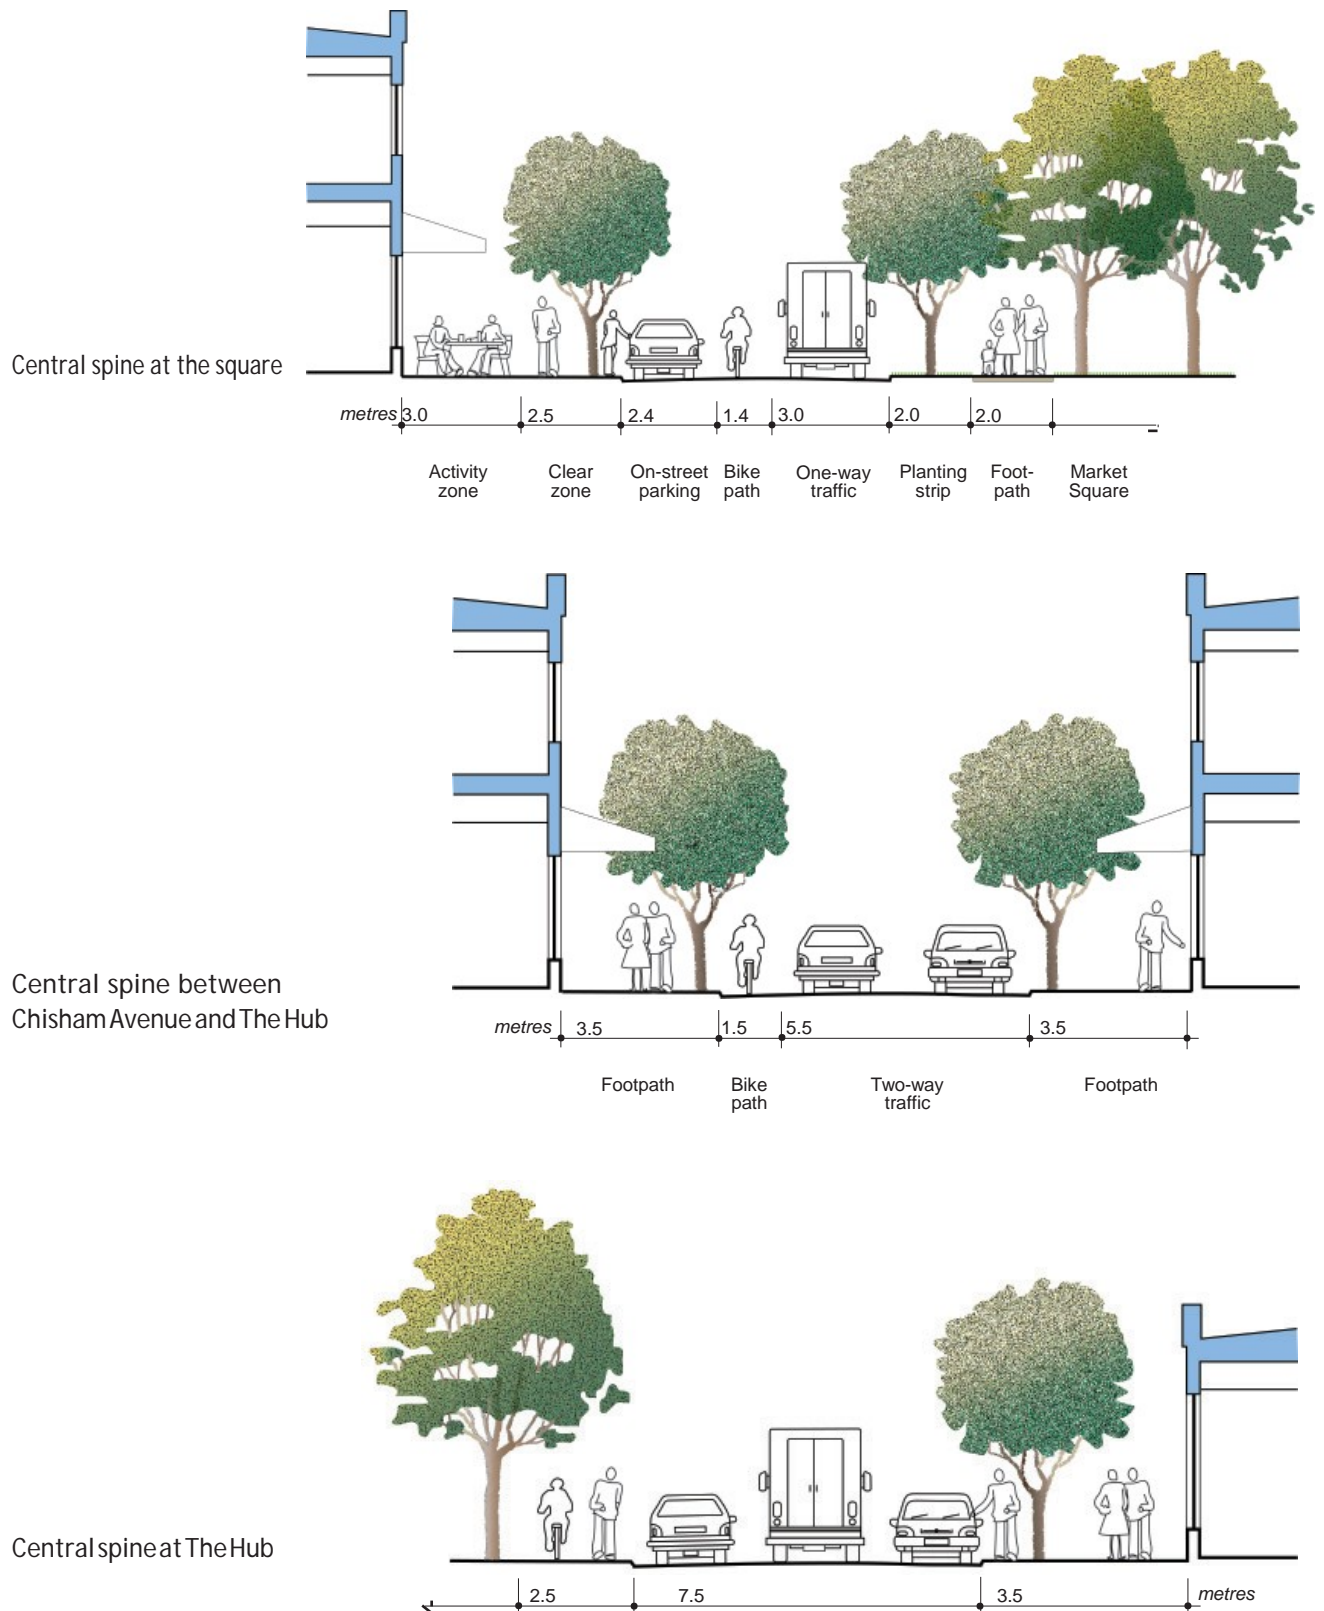 Central spine at the square
metres 3.0 2.5 2.4 1.4 3.0 2.0 2.0
Activity zone
Clear zone
On-street parking
Bike path
One-way traffic
Planting strip
Foot-path
Market Square
Central spine between
Chisham Avenue and The Hub
metres 3.5 1.5 5.5 3.5
Footpath
Bike path
Two-way traffic
Footpath
Central spine at The Hub
2.5 7.5 3.5 metres